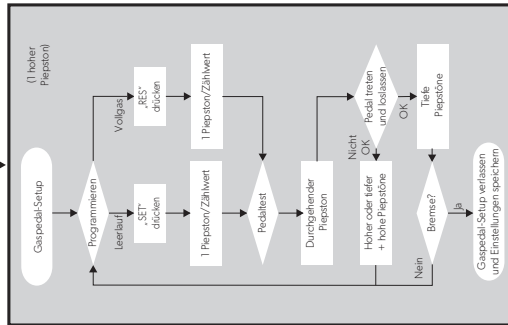 (1 hoher
Piepston)
Gaspedal-Setup
Programmieren
Leerlauf
Vollgas
„SET“
drücken
„RES“
drücken
1 Piepston/Zählwert
1 Piepston/Zählwert
Pedaltest
Durchgehender
Piepston
Pedal treten
und loslassen
Nicht
OK
OK
Hoher oder tiefer
+ hohe Piepstöne
Tiefe
Piepstöne
Bremse?
Nein
Ja
Gaspedal-Setup verlassen
und Einstellungen speichern